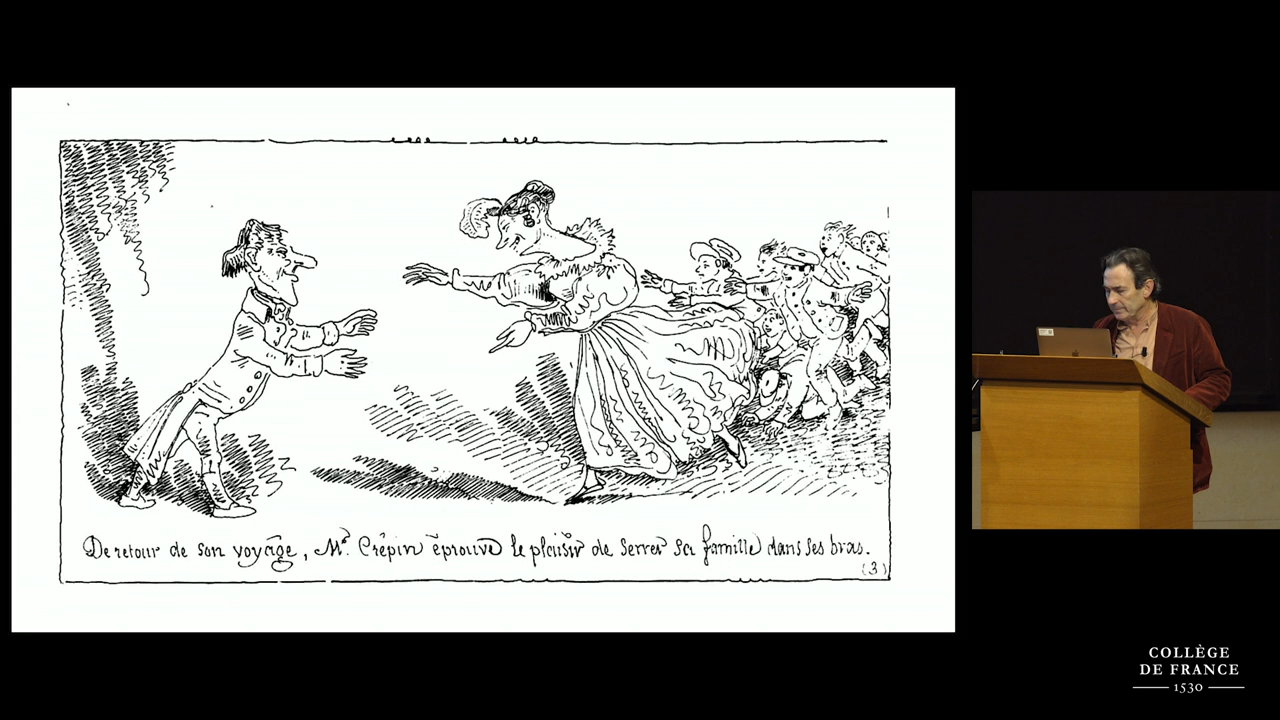 De retour de son voyage, Mr. Crêpin éprouve le plaisir de serrer sa famille dans ses bras.
(3)
COLLÈGE
DE FRANCE
1530